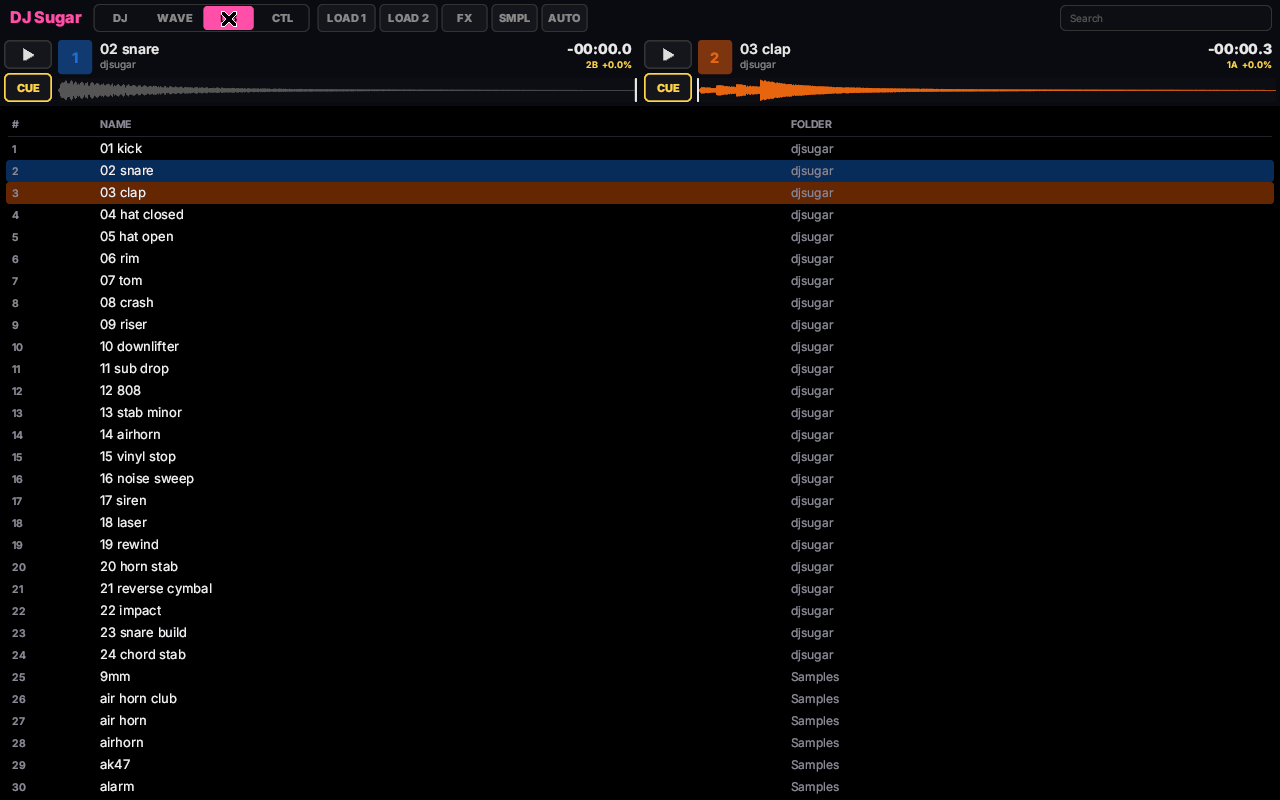 DJ Sugar DJ WAVE CTL LOAD 1 LOAD 2 FX SMPL AUTO Search
1 02 snare -00:00.0 2 03 clap -00:00.3
djsugar 2B +0.0% djsugar 1A +0.0%
CUE CUE
# NAME FOLDER
1 01 kick djsugar
2 02 snare djsugar
3 03 clap djsugar
4 04 hat closed djsugar
5 05 hat open djsugar
6 06 rim djsugar
7 07 tom djsugar
8 08 crash djsugar
9 09 riser djsugar
10 10 downlifter djsugar
11 11 sub drop djsugar
12 12 808 djsugar
13 13 stab minor djsugar
14 14 airhorn djsugar
15 15 vinyl stop djsugar
16 16 noise sweep djsugar
17 17 siren djsugar
18 18 laser djsugar
19 19 rewind djsugar
20 20 horn stab djsugar
21 21 reverse cymbal djsugar
22 22 impact djsugar
23 23 snare build djsugar
24 24 chord stab djsugar
25 9mm Samples
26 air horn club Samples
27 air horn Samples
28 airhorn Samples
29 ak47 Samples
30 alarm Samples